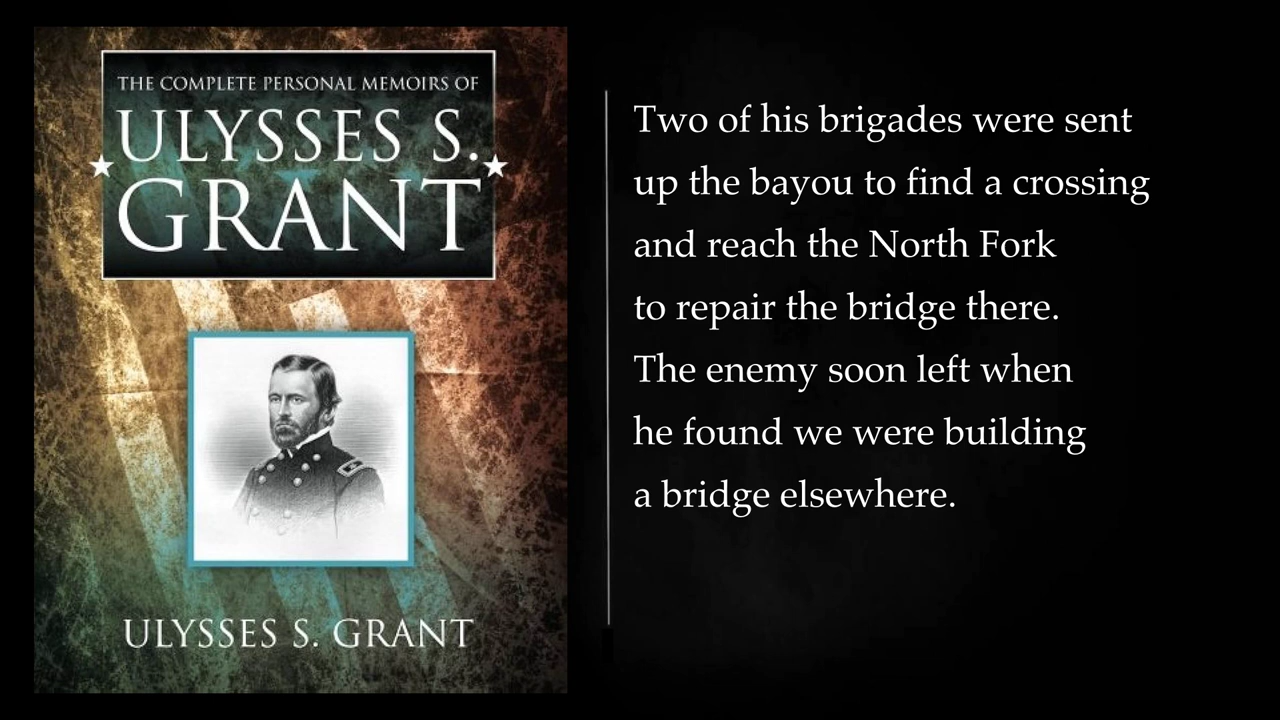 THE COMPLETE PERSONAL MEMOIRS OF
ULYSSES S.
GRANT
ULYSSES S. GRANT
Two of his brigades were sent
up the bayou to find a crossing
and reach the North Fork
to repair the bridge there.
The enemy soon left when
he found we were building
a bridge elsewhere.